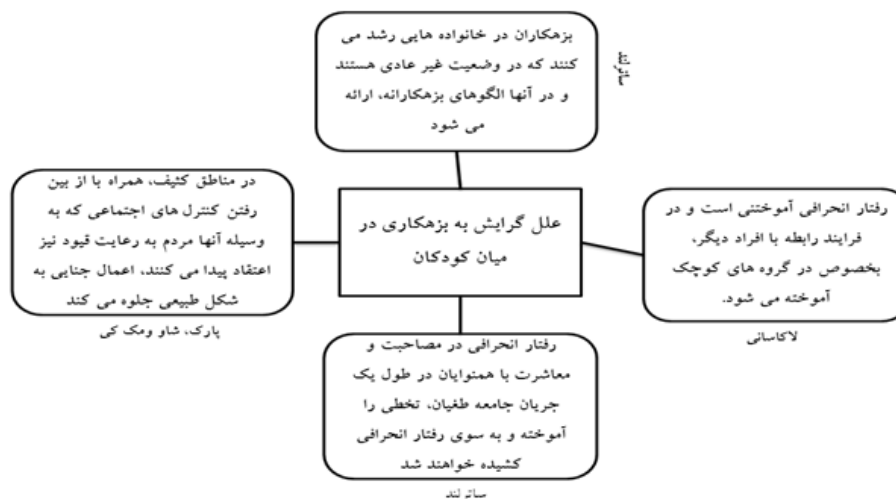 بزهکاران در خانواده هایی رشد می
کنند که در وضعیت غیر عادی هستند
و در آنها الگوهای بزهکارانه، ارائه
می شود
ساترلند
علل گرایش به بزهکاری در
میان کودکان
رفتار انحرافی آموختنی است و در
فرایند رابطه با افراد دیگر،
بخصوص در گروه های کوچک
آموخته می شود.
لاکاسانی
در مناطق کثیف، همراه با از بین
رفتن کنترل های اجتماعی که به
وسیله آنها مردم به رعایت قیود نیز
اعتقاد پیدا می کنند، اعمال جنایی به
شکل طبیعی جلوه می کند
پارک، شاو ومک کی
رفتار انحرافی در مصاحبت و
معاشرت با همنوایان در طول یک
جریان جامعه طغیان، تخطی را
آموخته و به سوی رفتار انحرافی
کشیده خواهند شد
ساترلند